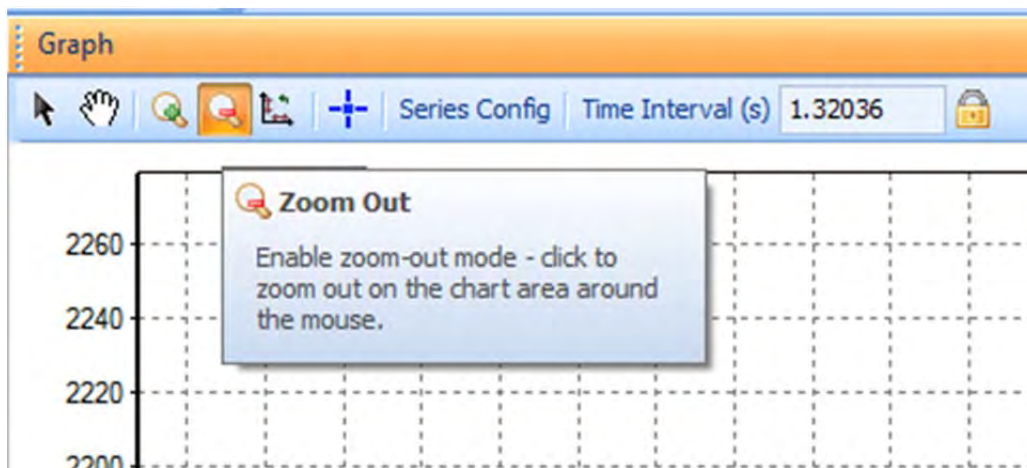 Graph
Series Config Time Interval (s) 1.32036
Zoom Out
Enable zoom-out mode - click to
zoom out on the chart area around
the mouse.
2260
2240
2220
2200